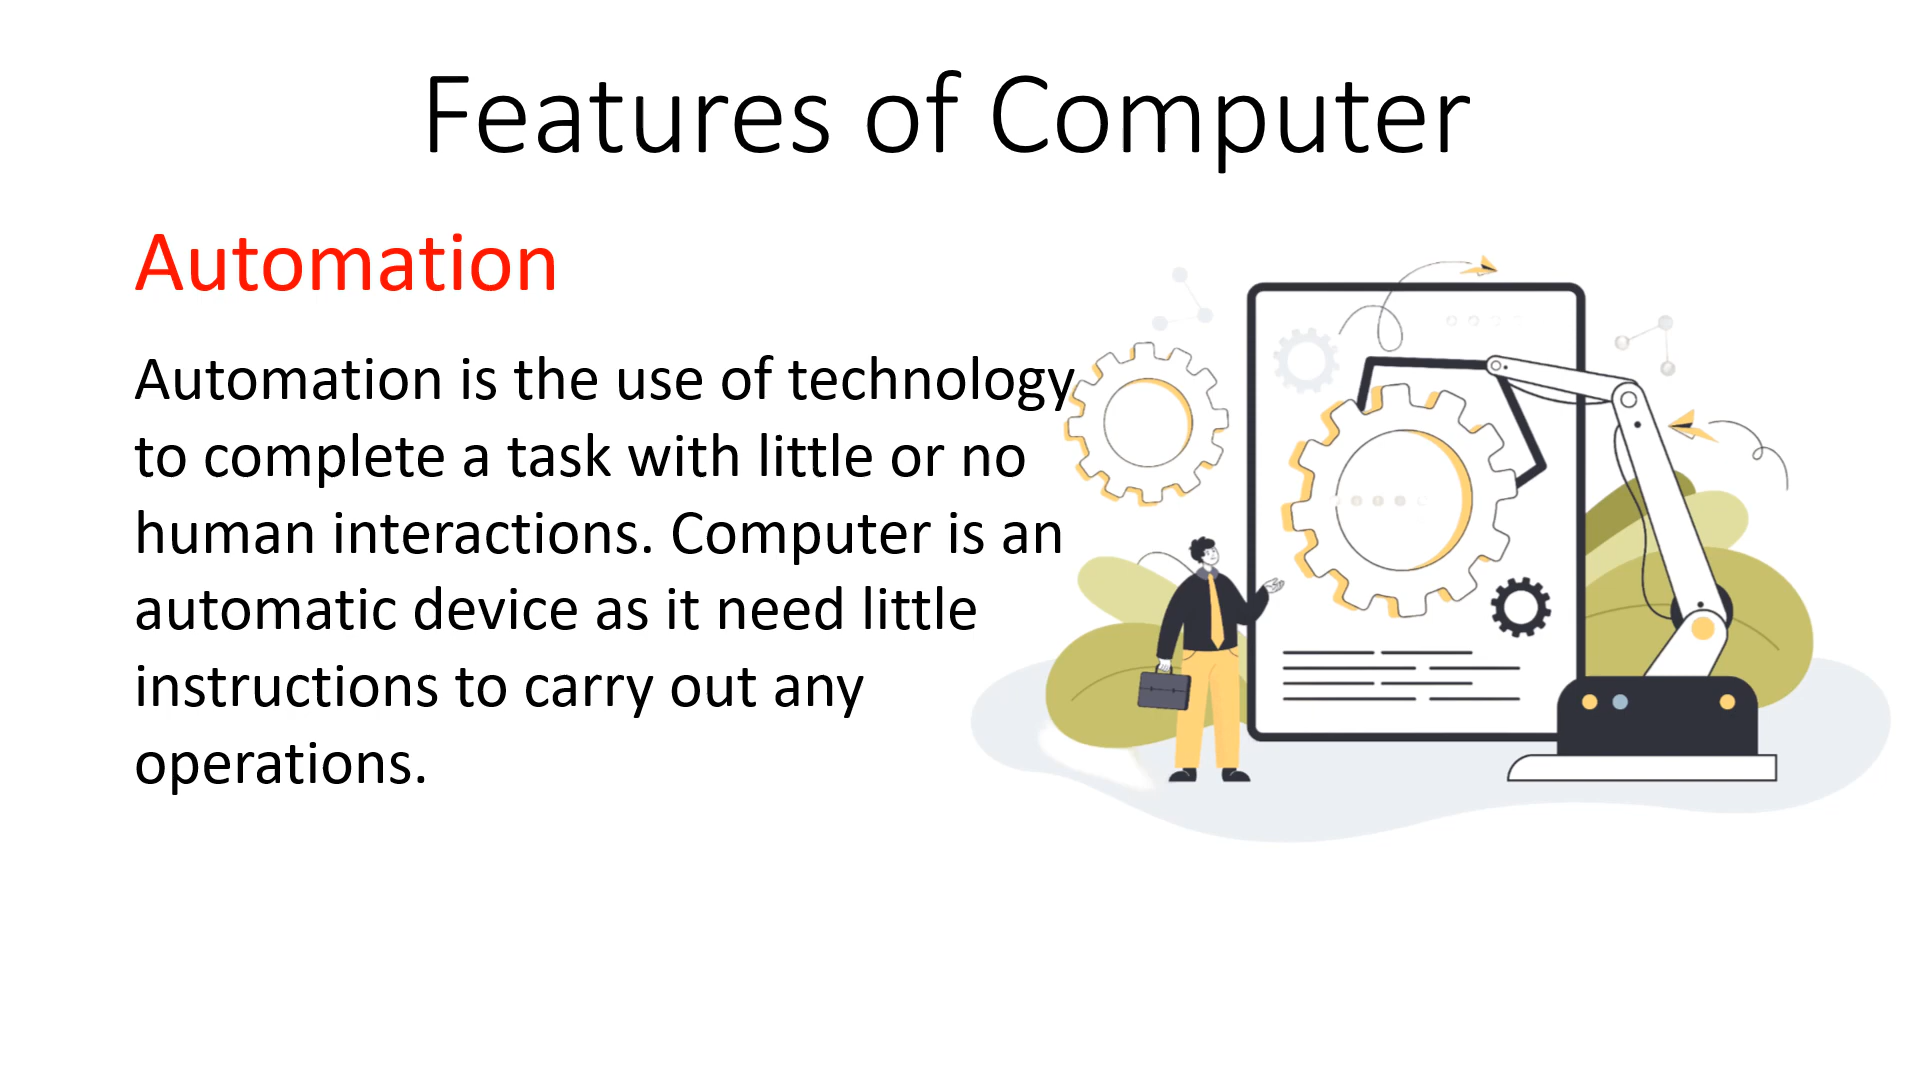 Features of Computer
Automation
Automation is the use of technology
to complete a task with little or no
human interactions. Computer is an
automatic device as it need little
instructions to carry out any
operations.